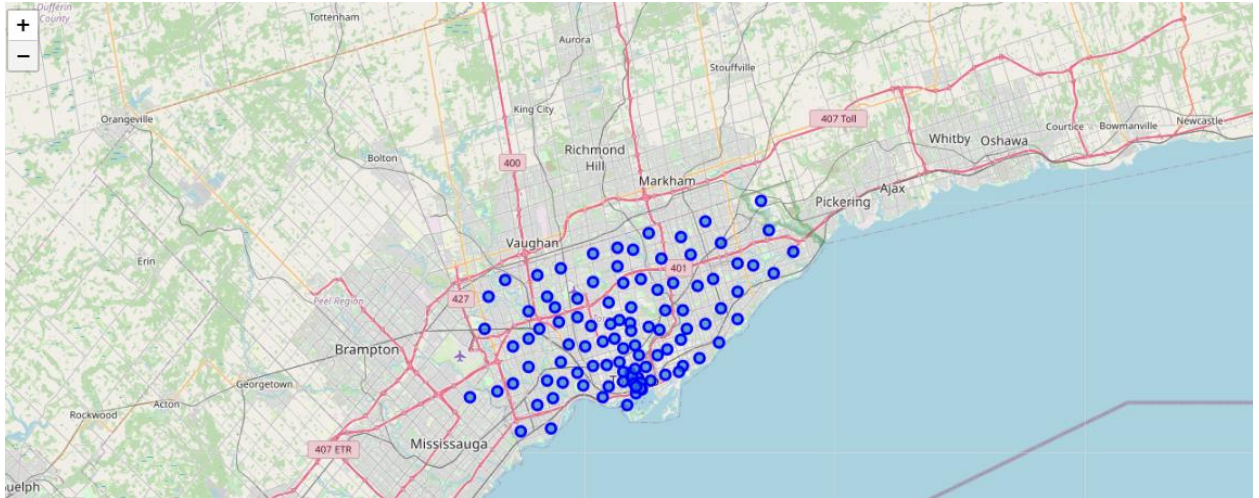 +
−
Dufferin
County
Tottenham
Aurora
Stouffville
King City
Orangeville
407 Toll
Newcastle
Courtice
Bowmanville
Whitby
Oshawa
Richmond
Hill
400
Bolton
Markham
Ajax
Pickering
Vaughan
Erin
401
427
Peel Region
Brampton
Georgetown
Acton
Rockwood
Mississauga
407 ETR
uelph